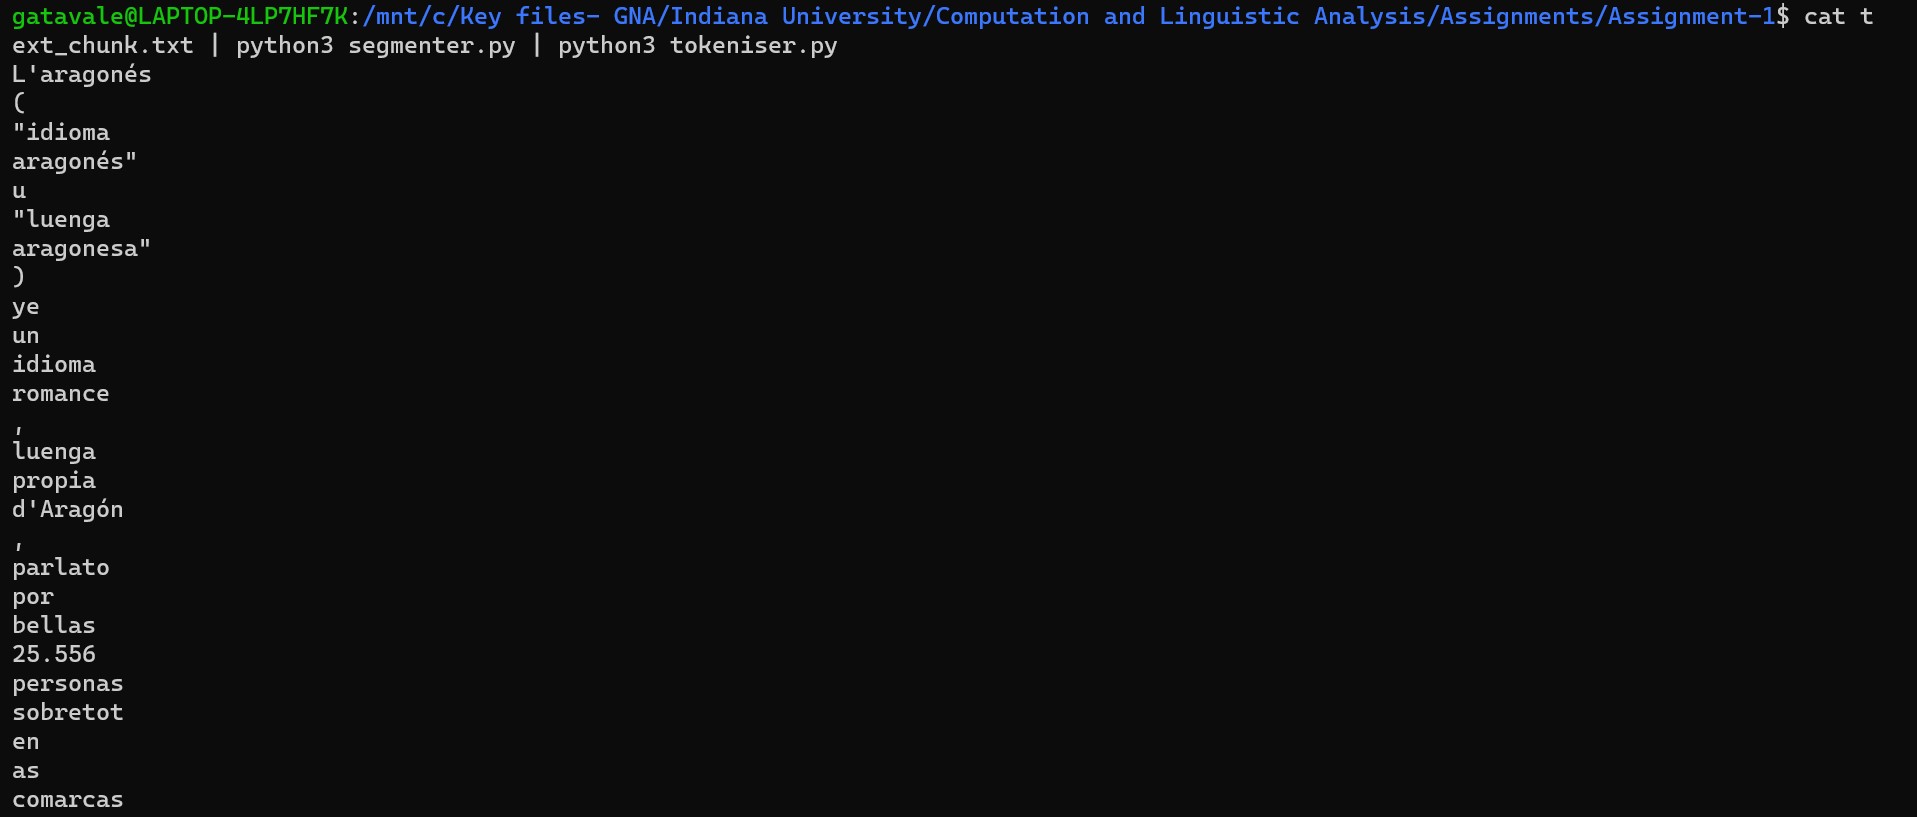 gatavale@LAPTOP-4LP7HF7K:/mnt/c/Key files- GNA/Indiana University/Computation and Linguistic Analysis/Assignments/Assignment-1$ cat t
ext_chunk.txt | python3 segmenter.py | python3 tokeniser.py
L'aragonés
(
"idioma
aragonés"
u
"luenga
aragonesa"
)
ye
un
idioma
romance
,
luenga
propia
d'Aragón
,
parlato
por
bellas
25.556
personas
sobretot
en
as
comarcas